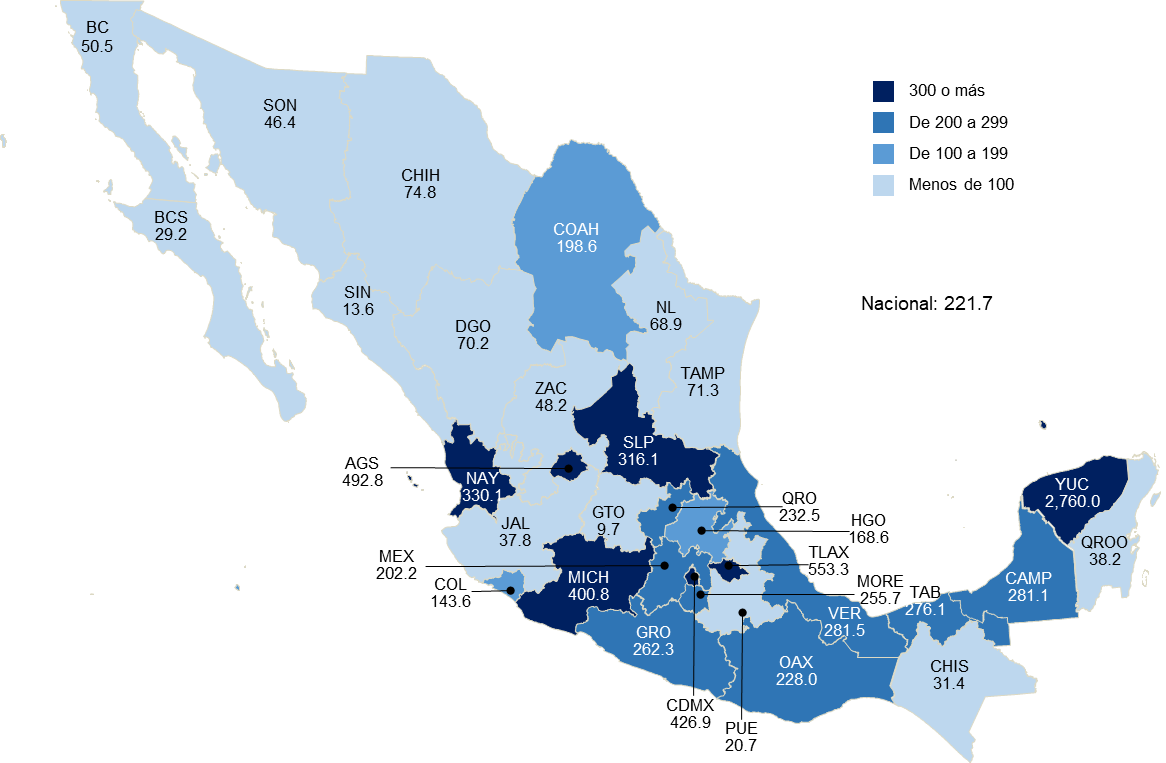 BC
50.5
SON
46.4
CHIH
74.8
BCS
29.2
COAH
198.6
SIN
13.6
DGO
70.2
NL
68.9
TAMP
71.3
ZAC
48.2
SLP
316.1
AGS
492.8
NAY
330.1
JAL
37.8
GTO
9.7
QRO
232.5
HGO
168.6
MEX
202.2
TLAX
553.3
COL
143.6
MICH
400.8
MORE
255.7
TAB
276.1
CAMP
281.1
YUC
2,760.0
QROO
38.2
VER
281.5
GRO
262.3
OAX
228.0
CHIS
31.4
CDMX
426.9
PUE
20.7
300 o más
De 200 a 299
De 100 a 199
Menos de 100
Nacional: 221.7